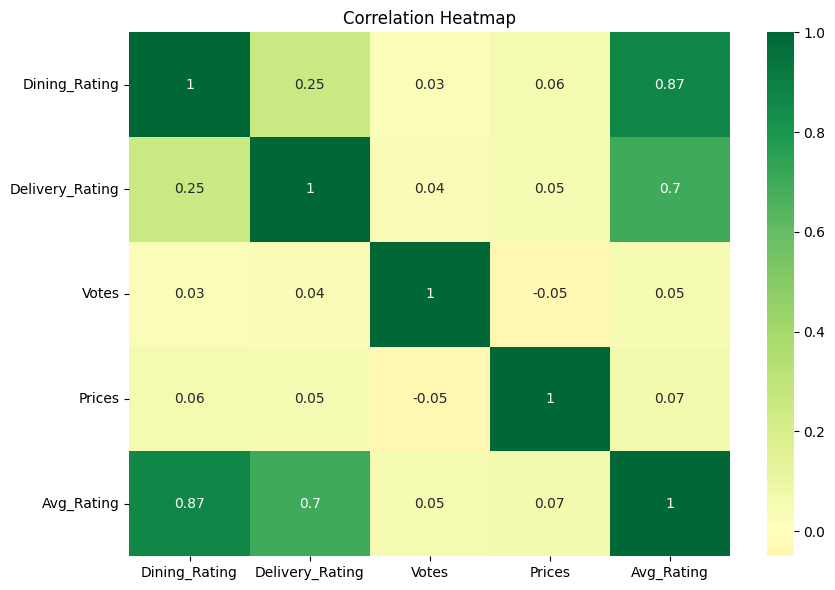 Correlation Heatmap
Dining_Rating 1 0.25 0.03 0.06 0.87
Delivery_Rating 0.25 1 0.04 0.05 0.7
Votes 0.03 0.04 1 -0.05 0.05
Prices 0.06 0.05 -0.05 1 0.07
Avg_Rating 0.87 0.7 0.05 0.07 1
Dining_Rating Delivery_Rating Votes Prices Avg_Rating
1.0
0.8
0.6
0.4
0.2
0.0